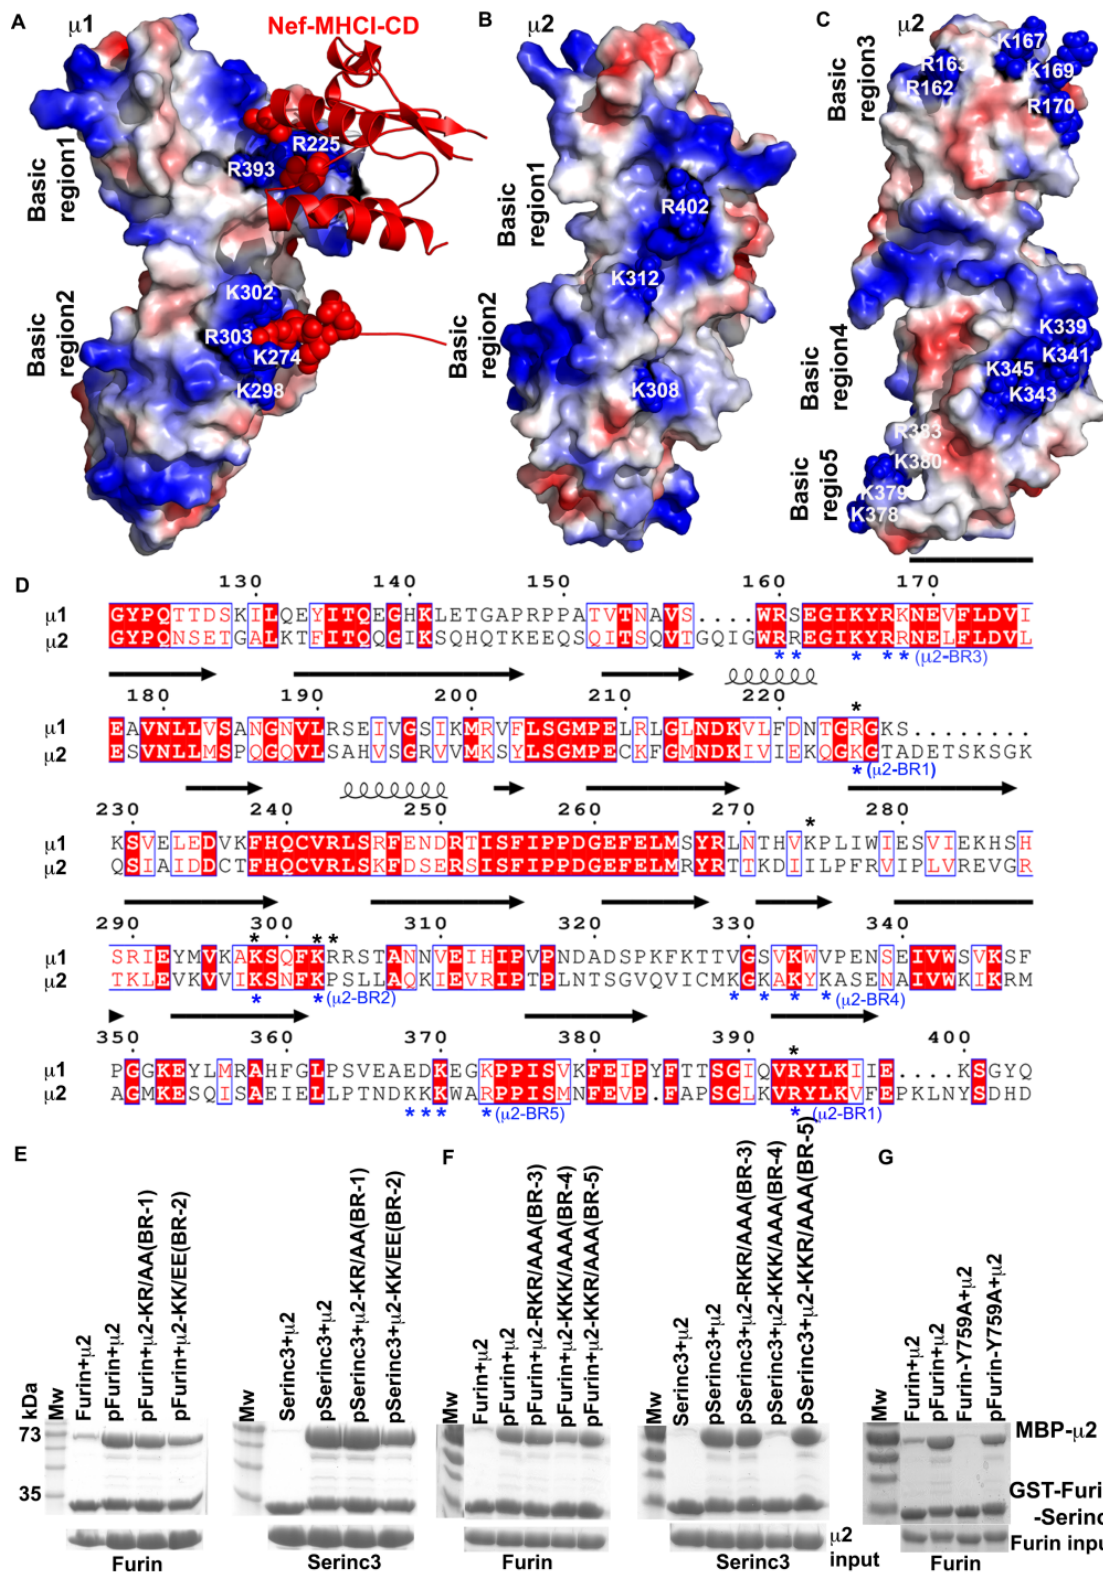 A
μ1
Nef-MHCI-CD
Basic
region1
R225
R393
Basic
region2
K302
R303
K274
K298
B
μ2
Basic
region1
R402
K312
Basic
region2
K308
C
μ2
Basic
region3
K167
R163
K169
R162
R170
Basic
region4
K339
K341
K345
K343
R383
K380
Basic
regio5
K379
K378
D
130 140 150 160 170
μ1 GYPQTTDSKILQEYITQEGHKLETGAPRPPATVTNAVS....WRSEGIKYRKNEVFLDVI
μ2 GYPQNSETGALKTFITQQGIKSQHQTKEEQSQITSQVTGQIGWRREGIKYRRNELFLDVL
* * * * * (μ2-BR3)
180 190 200 210 220
*
μ1 EAVNLLVSANGNVLRSEIVGSIKMRVFLSGMPELRLGLNDKVLFDNTGRGKS........
μ2 ESVNLLMSPQGQVLSAHVSGRVVMKSYLSGMPECKFGMNDKIVIEKQGKGTADETSKSGK
* (μ2-BR1)
230 240 250 260 270 280
*
μ1 KSVELEDVKFHQCVRLSRFENDRTISFIPPDGEFELMSYRLNTHVKPLIWIESVIEKHSH
μ2 QSIAIDDCTFHQCVRLSKFDSERSISFIPPDGEFELMRYRTTKDIILPFRVIPLVREVGR
290 300 310 320 330 340
* * *
μ1 SRIEYMVKAKSQFKRRSTANNVEIHIPVPNDADSPKFKTTVGSVKWVPENSEIVWSVKSF
μ2 TKLEVKVVIKSNFKPSLLAQKIEVRIPTPLNTSGVQVICMKGKAKYKASENAIVWKIKRM
* * (μ2-BR2) * * * * (μ2-BR4)
350 360 370 380 390 400
*
μ1 PGGKEYLMRAHFGLPSVEAEDKEGKPPISVKFEIPYFTTSGIQVRYLKIIE....KSGYQ
μ2 AGMKESQISAEIELLPTNDKKKWARPPISMNFEVP.FAPSGLKVRYLKVFEPKLNYSDHD
* * * * (μ2-BR5) * (μ2-BR1)
E
kDa
73
35
Mw
Furin+μ2
pFurin+μ2
pFurin+μ2-KR/AA(BR-1)
pFurin+μ2-KK/EE(BR-2)
Furin
Mw
Serinc3+μ2
pSerinc3+μ2
pSerinc3+μ2-KR/AA(BR-1)
pSerinc3+μ2-KK/EE(BR-2)
Serinc3
F
Mw
Furin+μ2
pFurin+μ2
pFurin+μ2-RKR/AAA(BR-3)
pFurin+μ2-KKK/AAA(BR-4)
pFurin+μ2-KKR/AAA(BR-5)
Furin
Mw
Serinc3+μ2
pSerinc3+μ2
pSerinc3+μ2-RKR/AAA(BR-3)
pSerinc3+μ2-KKK/AAA(BR-4)
pSerinc3+μ2-KKR/AAA(BR-5)
Serinc3
μ2
input
G
Mw
Furin+μ2
pFurin+μ2
Furin-Y759A+μ2
pFurin-Y759A+μ2
MBP-μ2
GST-Furi
-Serinc
Furin inpu
Furin